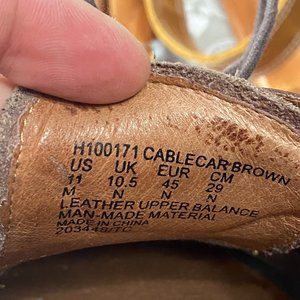 H100171 CABLECAR BROWN
US UK EUR CM
11 10.5 45 29
M N N N
LEATHER UPPER BALANCE
MAN-MADE MATERIAL
MADE IN CHINA